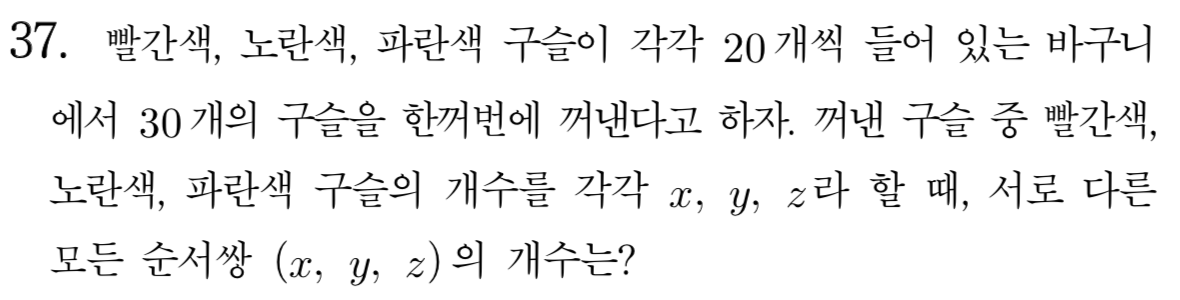 37. 빨간색, 노란색, 파란색 구슬이 각각 20개씩 들어 있는 바구니
에서 30개의 구슬을 한꺼번에 꺼낸다고 하자. 꺼낸 구슬 중 빨간색,
노란색, 파란색 구슬의 개수를 각각 x, y, z라 할 때, 서로 다른
모든 순서쌍 (x, y, z)의 개수는?